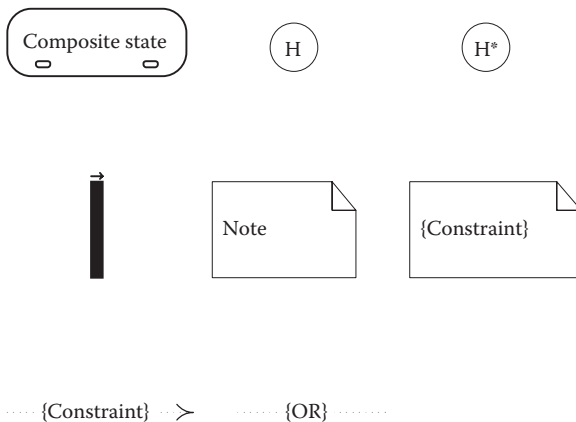 Composite state
H
H*
Note
{Constraint}
{Constraint}
{OR}